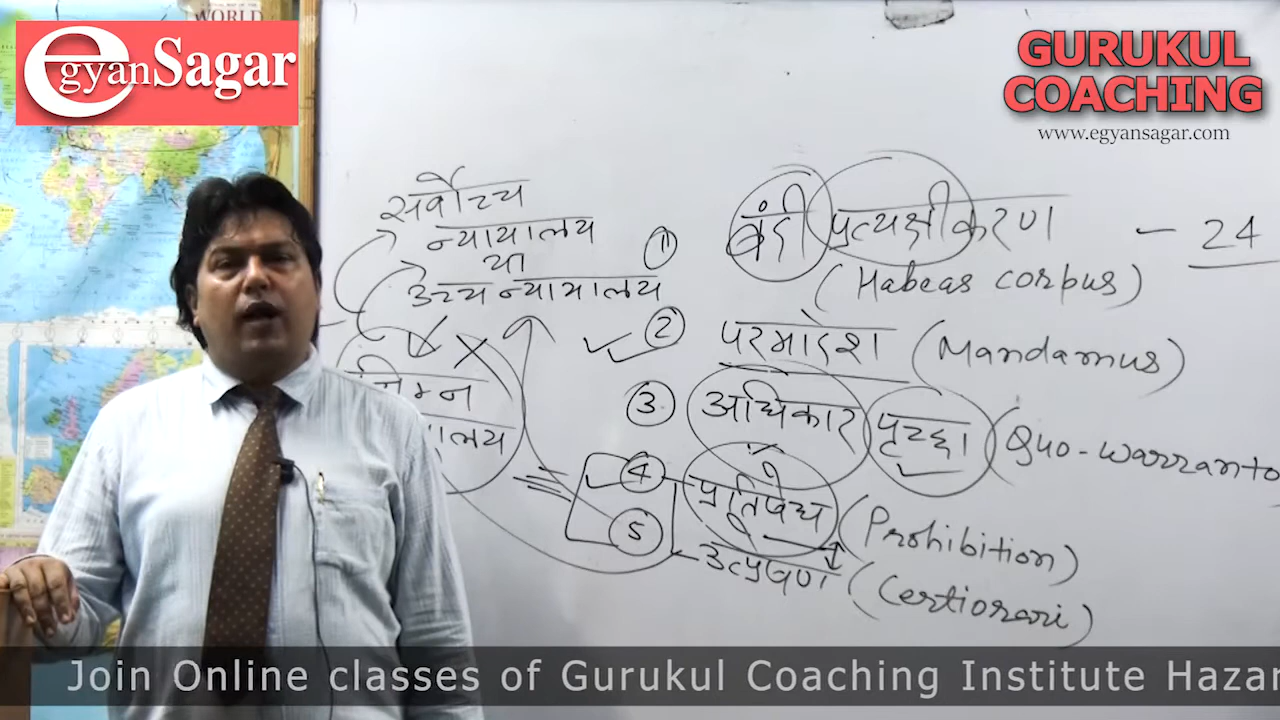 WORLD
egyanSagar
GURUKUL
COACHING
www.egyansagar.com
सर्वोच्च
न्यायालय
या
उच्च न्यायालय
निम्न
यालय
① बंदी प्रत्यक्षीकरण - 24
(Habeas corpus)
② परमादेश (Mandamus)
③ अधिकार पृच्छा (Quo-warranto
④ प्रतिषेध (Prohibition)
⑤ उत्प्रेषण (Certiorari)
Join Online classes of Gurukul Coaching Institute Hazar